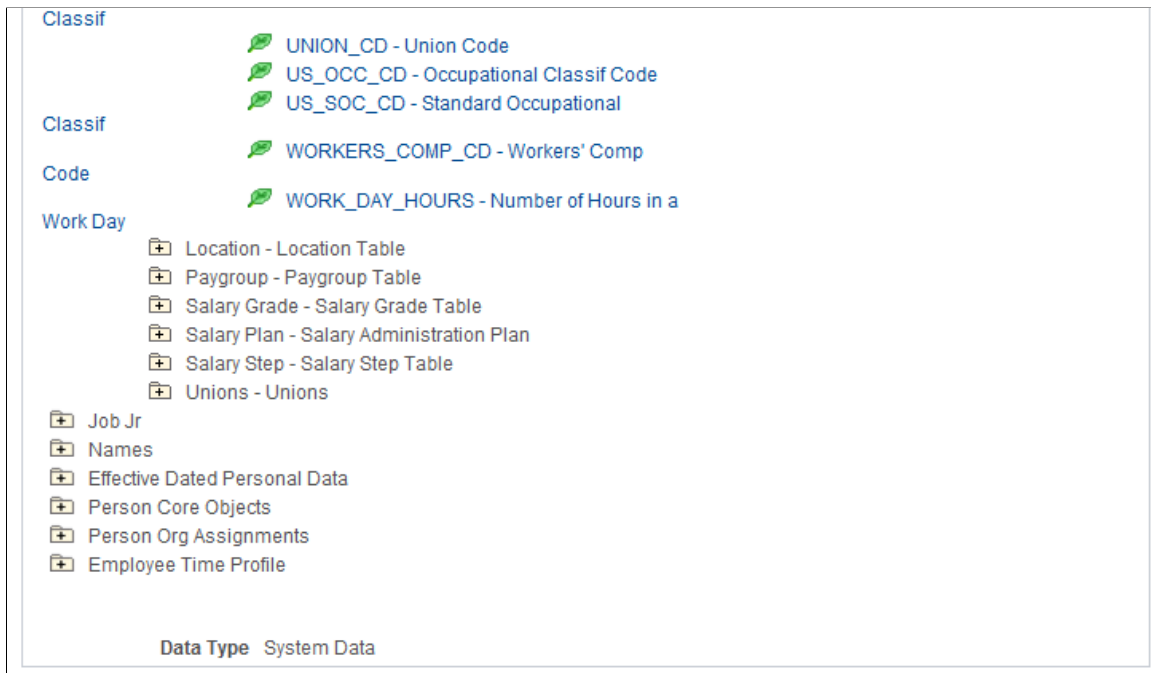 Classif
UNION_CD - Union Code
US_OCC_CD - Occupational Classif Code
US_SOC_CD - Standard Occupational
Classif
WORKERS_COMP_CD - Workers' Comp
Code
WORK_DAY_HOURS - Number of Hours in a
Work Day
Location - Location Table
Paygroup - Paygroup Table
Salary Grade - Salary Grade Table
Salary Plan - Salary Administration Plan
Salary Step - Salary Step Table
Unions - Unions
Job Jr
Names
Effective Dated Personal Data
Person Core Objects
Person Org Assignments
Employee Time Profile
Data Type System Data